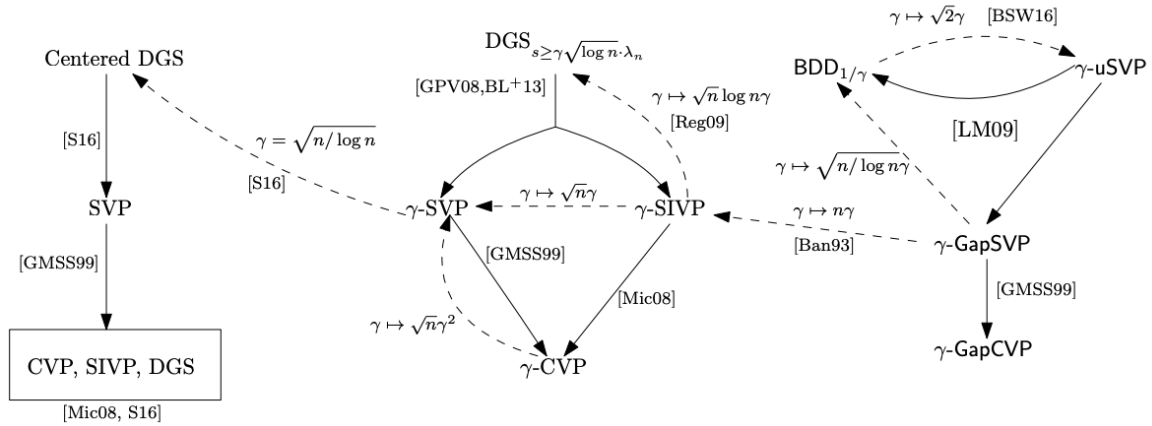 Centered DGS
[S16]
SVP
[GMSS99]
CVP, SIVP, DGS
[Mic08, S16]
γ = √n/ log n
[S16]
DGS_{s≥γ√log n·λ_n}
[GPV08,BL⁺13]
γ ↦ √n log nγ
[Reg09]
γ-SVP
γ ↦ √nγ
γ-SIVP
[GMSS99]
[Mic08]
γ ↦ √nγ²
γ-CVP
γ ↦ √2γ
[BSW16]
BDD_{1/γ}
γ-uSVP
[LM09]
γ ↦ √n/ log nγ
γ ↦ nγ
[Ban93]
γ-GapSVP
[GMSS99]
γ-GapCVP